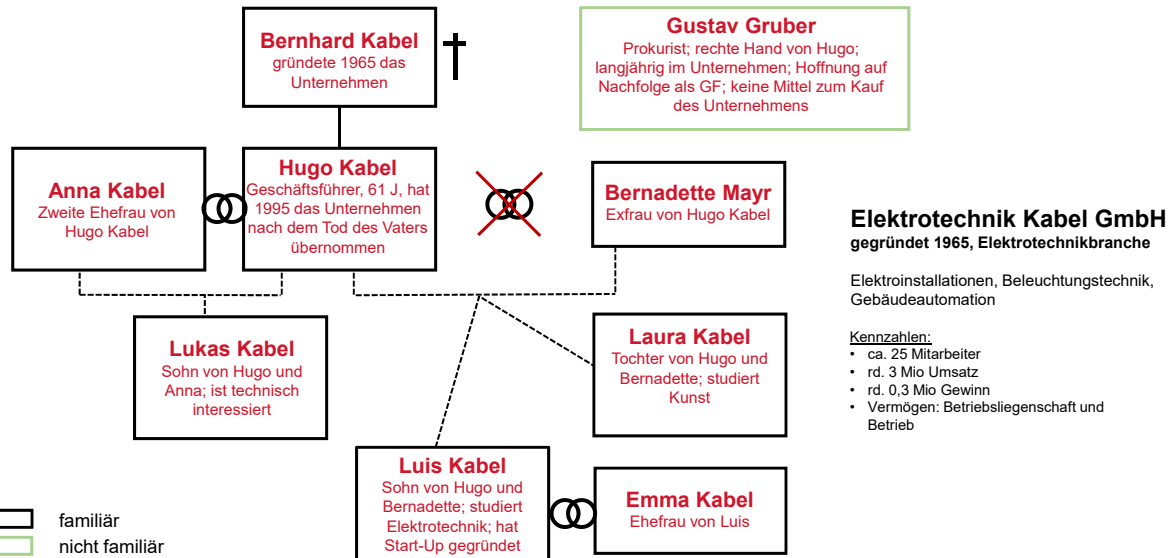 Bernhard Kabel
gründete 1965 das
Unternehmen
Gustav Gruber
Prokurist; rechte Hand von Hugo;
langjährig im Unternehmen; Hoffnung auf
Nachfolge als GF; keine Mittel zum Kauf
des Unternehmens
Anna Kabel
Zweite Ehefrau von
Hugo Kabel
Hugo Kabel
Geschäftsführer, 61 J, hat
1995 das Unternehmen
nach dem Tod des Vaters
übernommen
Bernadette Mayr
Exfrau von Hugo Kabel
Elektrotechnik Kabel GmbH
gegründet 1965, Elektrotechnikbranche
Elektroinstallationen, Beleuchtungstechnik,
Gebäudeautomation
Kennzahlen:
• ca. 25 Mitarbeiter
• rd. 3 Mio Umsatz
• rd. 0,3 Mio Gewinn
• Vermögen: Betriebsliegenschaft und
Betrieb
Lukas Kabel
Sohn von Hugo und
Anna; ist technisch
interessiert
Laura Kabel
Tochter von Hugo und
Bernadette; studiert
Kunst
Luis Kabel
Sohn von Hugo und
Bernadette; studiert
Elektrotechnik; hat
Start-Up gegründet
Emma Kabel
Ehefrau von Luis
familiär
nicht familiär